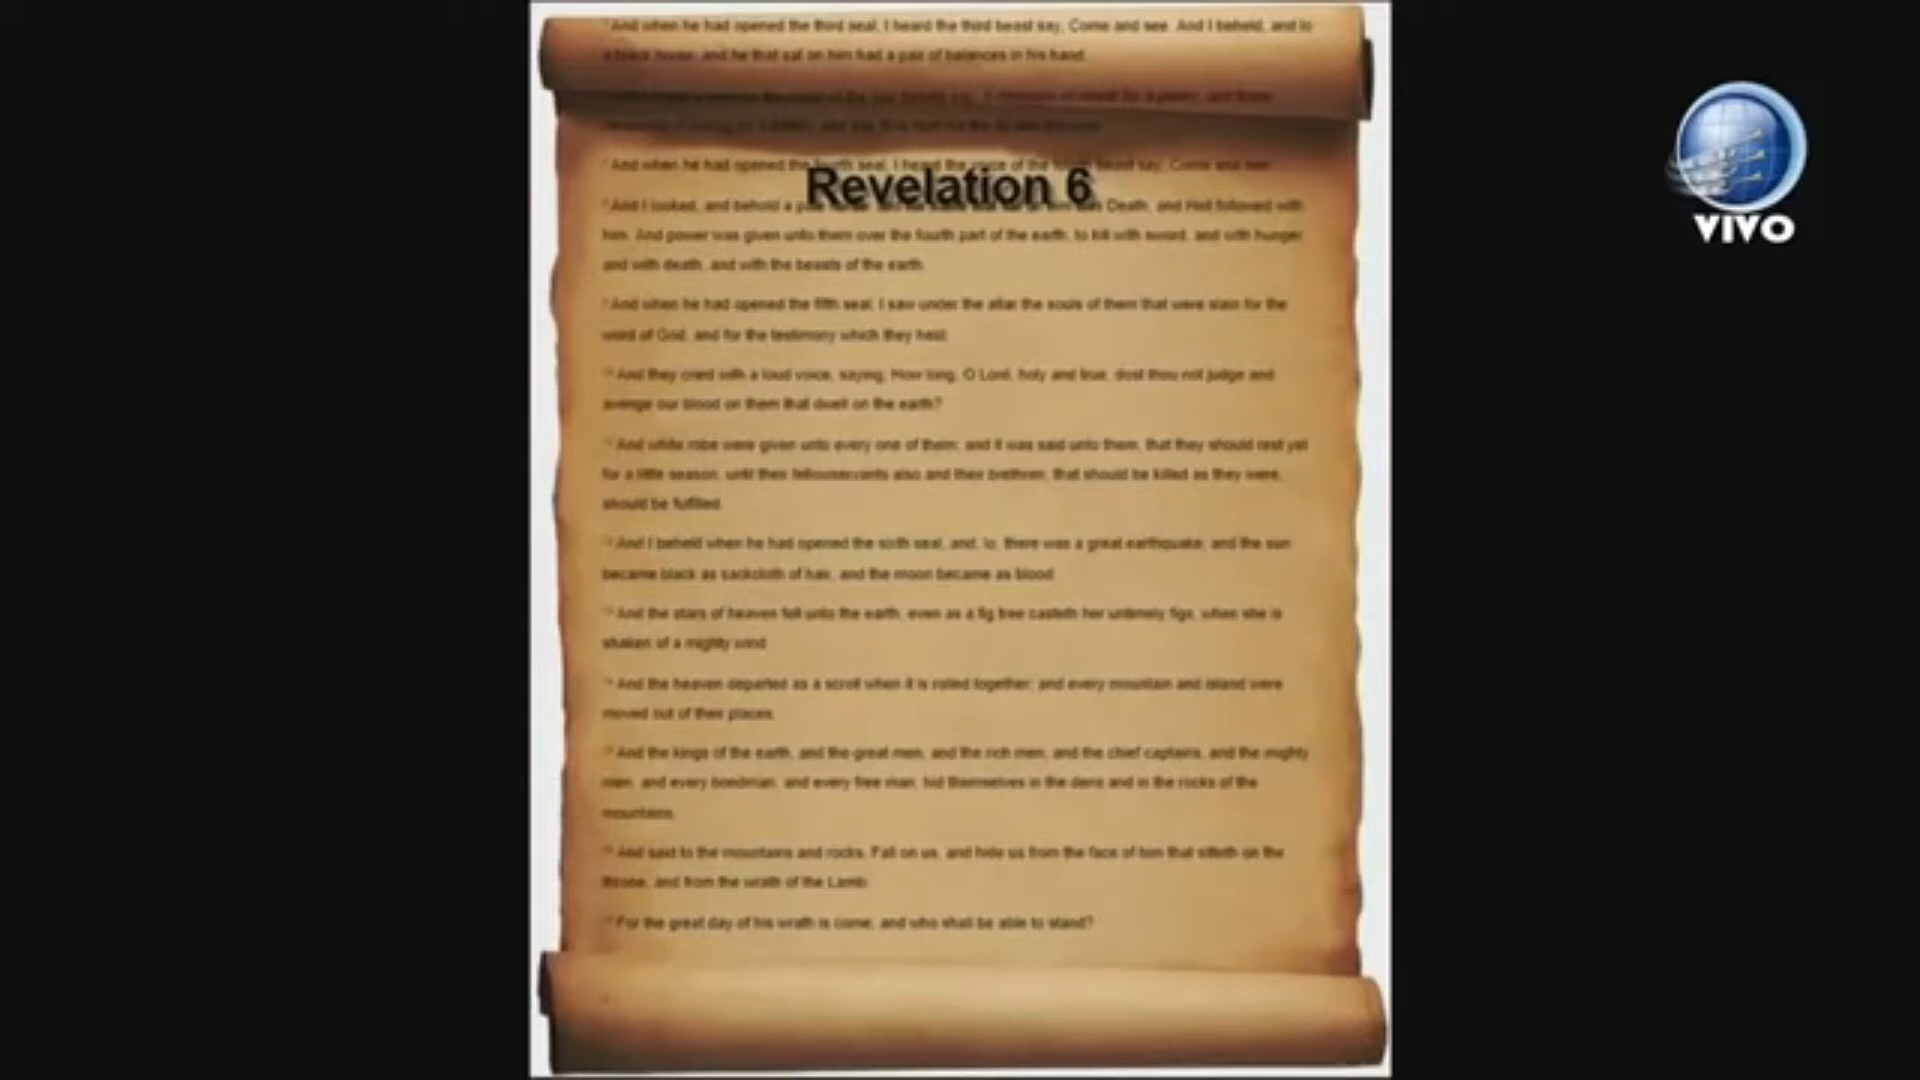 And when he had opened the third seal, I heard the third beast say, Come and see. And I beheld, and lo
a black horse; and he that sat on him had a pair of balances in his hand.
And when he had opened the fourth seal, I heard the voice of the beast say, Come and see.
Revelation 6
And I looked, and behold a Death, and Hell followed with
him. And power was given unto them over the fourth part of the earth, to kill with sword, and with hunger,
and with death, and with the beasts of the earth.
And when he had opened the fifth seal, I saw under the altar the souls of them that were slain for the
word of God, and for the testimony which they held:
And they cried with a loud voice, saying, How long, O Lord, holy and true, dost thou not judge and
avenge our blood on them that dwell on the earth?
And white robe were given unto every one of them; and it was said unto them, that they should rest yet
for a little season, until their fellowservants also and their brethren, that should be killed as they were,
should be fulfilled.
And I beheld when he had opened the sixth seal, and, lo, there was a great earthquake; and the sun
became black as sackcloth of hair, and the moon became as blood;
And the stars of heaven fell unto the earth, even as a fig tree casteth her untimely figs, when she is
shaken of a mighty wind.
And the heaven departed as a scroll when it is rolled together; and every mountain and island were
moved out of their places.
And the kings of the earth, and the great men, and the rich men, and the chief captains, and the mighty
men, and every bondman, and every free man, hid themselves in the dens and in the rocks of the
mountains;
And said to the mountains and rocks, Fall on us, and hide us from the face of him that sitteth on the
throne, and from the wrath of the Lamb:
For the great day of his wrath is come; and who shall be able to stand?
VIVO